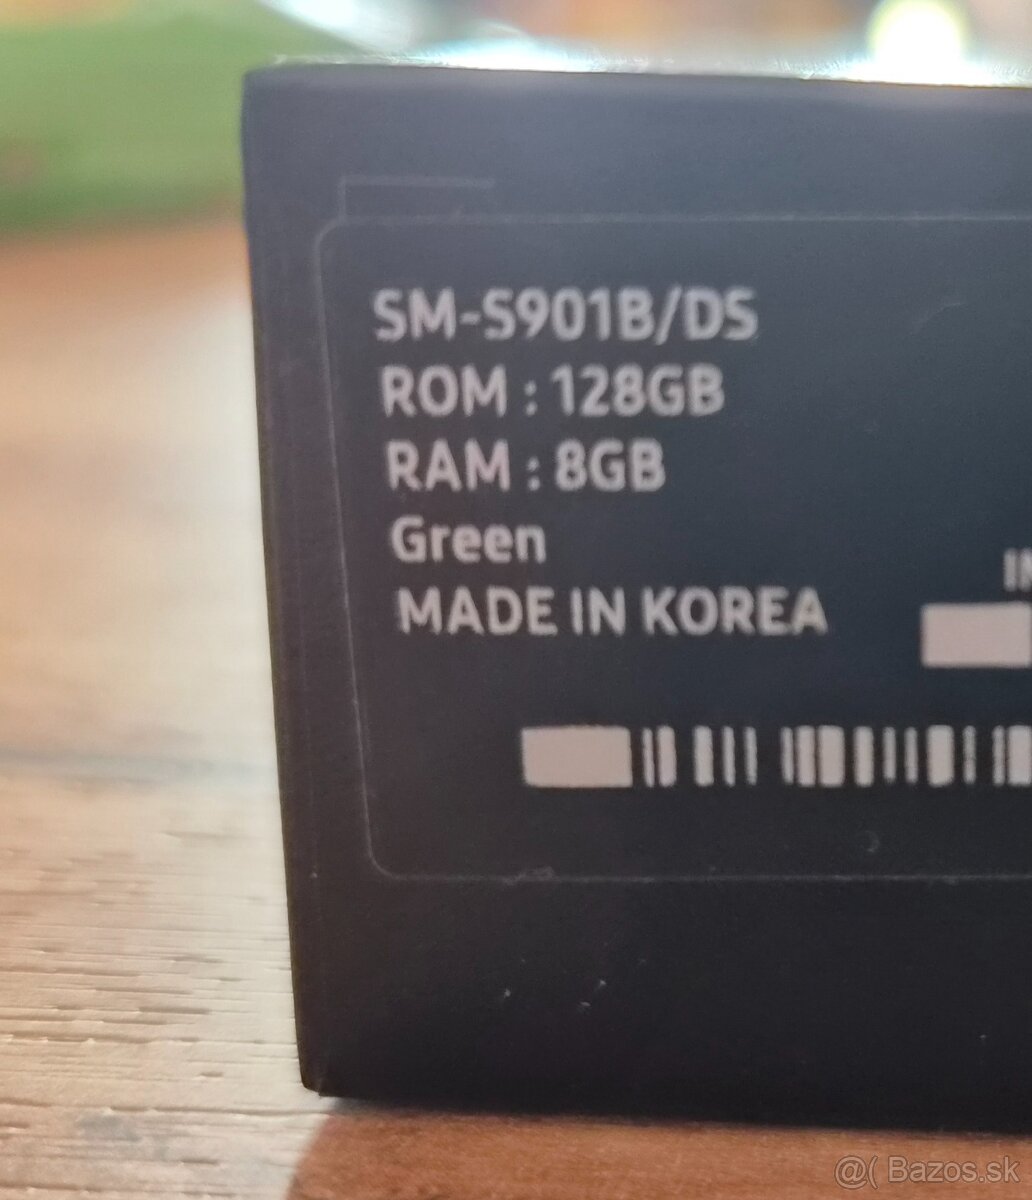 SM-S901B/DS
ROM : 128GB
RAM : 8GB
Green
MADE IN KOREA
@( Bazos.sk